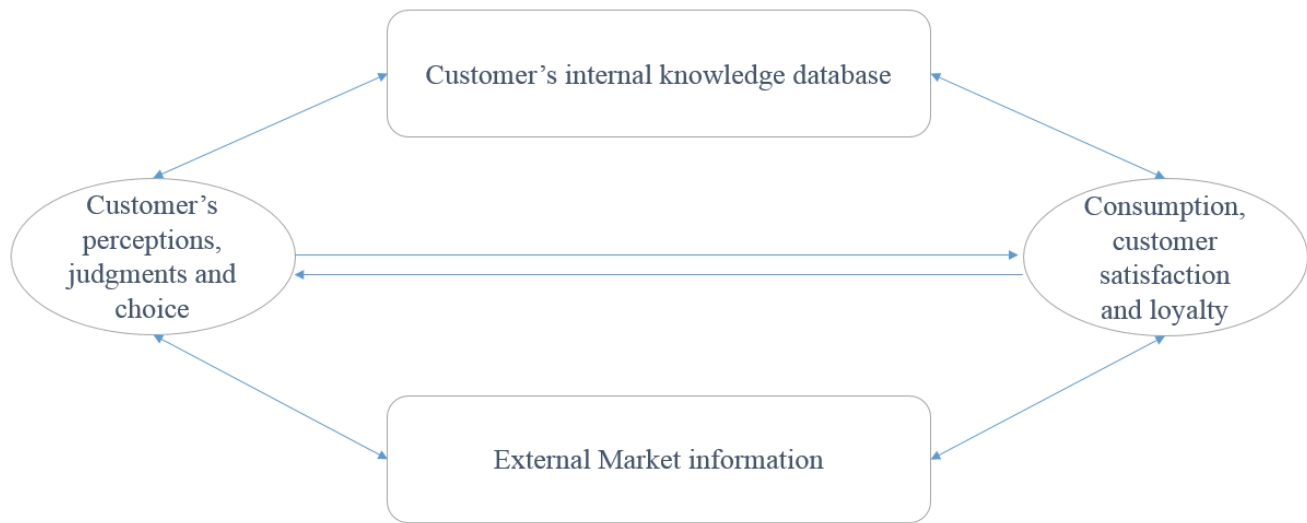 Customer’s internal knowledge database
Customer’s
perceptions,
judgments and
choice
Consumption,
customer
satisfaction
and loyalty
External Market information